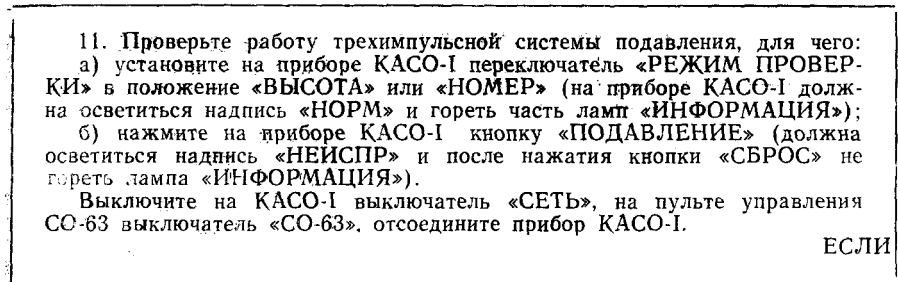 11. Проверьте работу трехимпульсной системы подавления, для чего:
а) установите на приборе КАСО-I переключатель «РЕЖИМ ПРОВЕР-
КИ» в положение «ВЫСОТА» или «НОМЕР» (на приборе КАСО-I долж-
на осветиться надпись «НОРМ» и гореть часть ламп «ИНФОРМАЦИЯ»);
б) нажмите на приборе КАСО-I кнопку «ПОДАВЛЕНИЕ» (должна
осветиться надпись «НЕИСПР» и после нажатия кнопки «СБРОС» не
гореть лампа «ИНФОРМАЦИЯ»).
Выключите на КАСО-I выключатель «СЕТЬ», на пульте управления
СО-63 выключатель «СО-63», отсоедините прибор КАСО-I.
ЕСЛИ